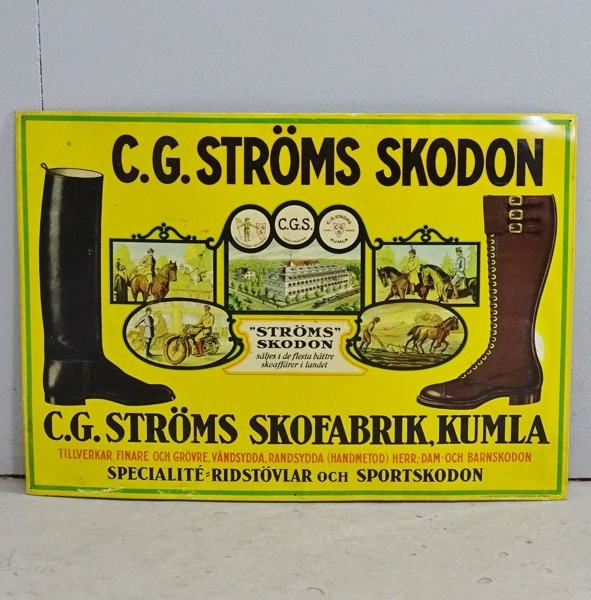 C.G. STRÖMS SKODON
C.G.S.
C.G. STRÖMS
KUMLA
"STRÖMS"
SKODON
säljes i de flesta bättre
skoaffärer i landet
C.G. STRÖMS SKOFABRIK, KUMLA
TILLVERKAR FINARE OCH GRÖVRE, VÄNDSYDDA, RANDSYDDA (HANDMETOD) HERR,- DAM- OCH BARNSKODON
SPECIALITÉ=RIDSTÖVLAR OCH SPORTSKODON